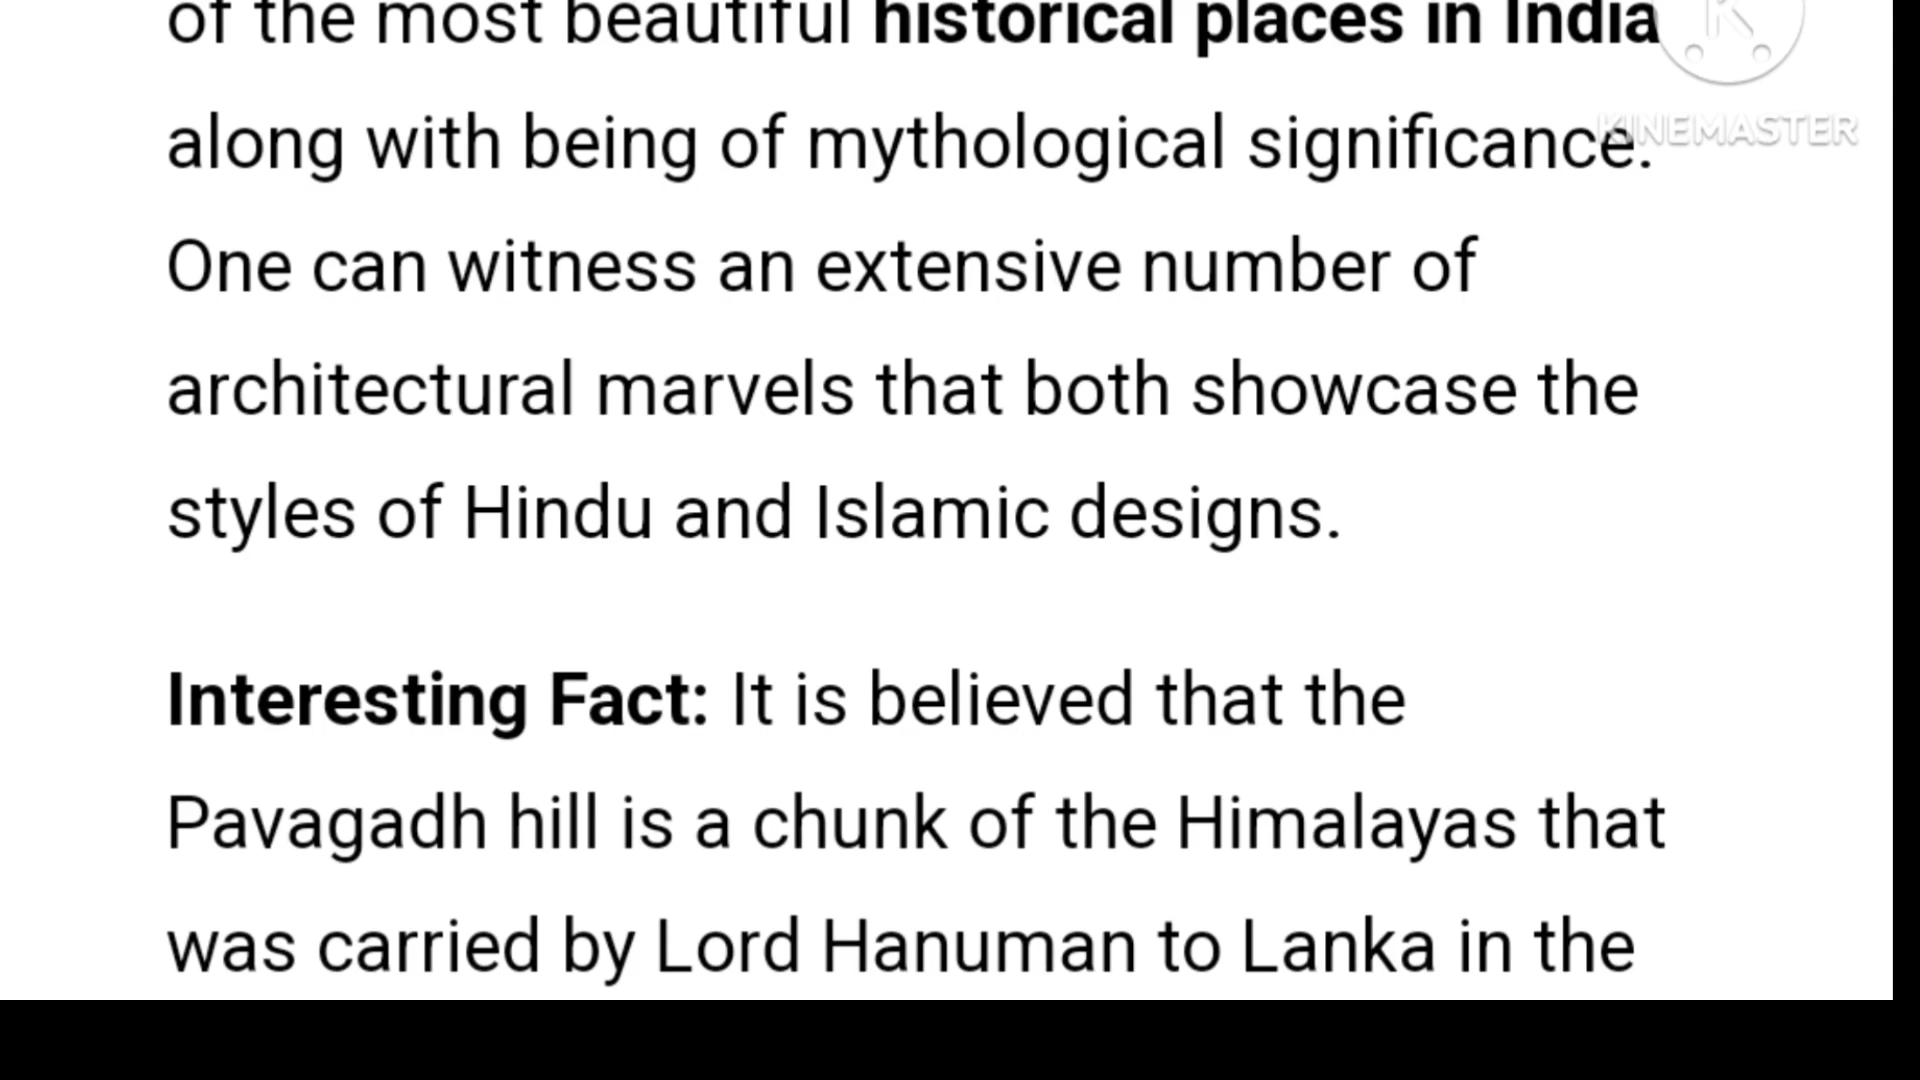 of the most beautiful historical places in India
along with being of mythological significance.
KINEMASTER
One can witness an extensive number of
architectural marvels that both showcase the
styles of Hindu and Islamic designs.
Interesting Fact: It is believed that the
Pavagadh hill is a chunk of the Himalayas that
was carried by Lord Hanuman to Lanka in the